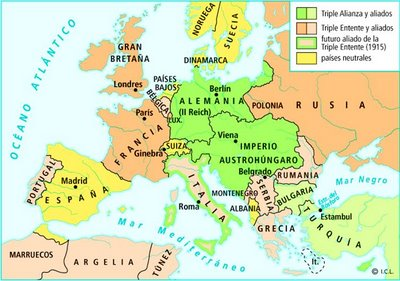 Triple Alianza y aliados
Triple Entente y aliados
futuro aliado de la
Triple Entente (1915)
países neutrales
OCÉANO ATLÁNTICO
NORUEGA
SUECIA
GRAN
BRETAÑA
DINAMARCA
Londres
PAÍSES
BAJOS
BÉLGICA
LUX.
Berlín
ALEMANIA
(II Reich)
POLONIA
RUSIA
París
FRANCIA
Viena
IMPERIO
AUSTROHÚNGARO
Ginebra
SUIZA
Belgrado
RUMANIA
PORTUGAL
Madrid
ESPAÑA
ITALIA
Roma
MONTENEGRO
SERBIA
BULGARIA
Mar Negro
ALBANIA
Estambul
TURQUÍA
GRECIA
Mar Mediterráneo
It.
MARRUECOS
ARGELIA
TÚNEZ
© I.C.L.